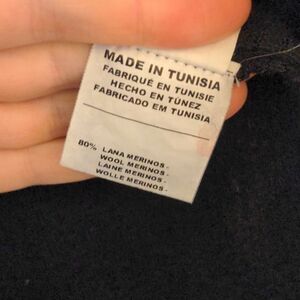 MADE IN TUNISIA
FABRIQUÉ EN TUNISIE
HECHO EN TÚNEZ
FABRICADO EM TUNISIA
80% LANA MERINOS -
WOOL MERINOS -
LAINE MERINOS -
WOLLE MERINOS -